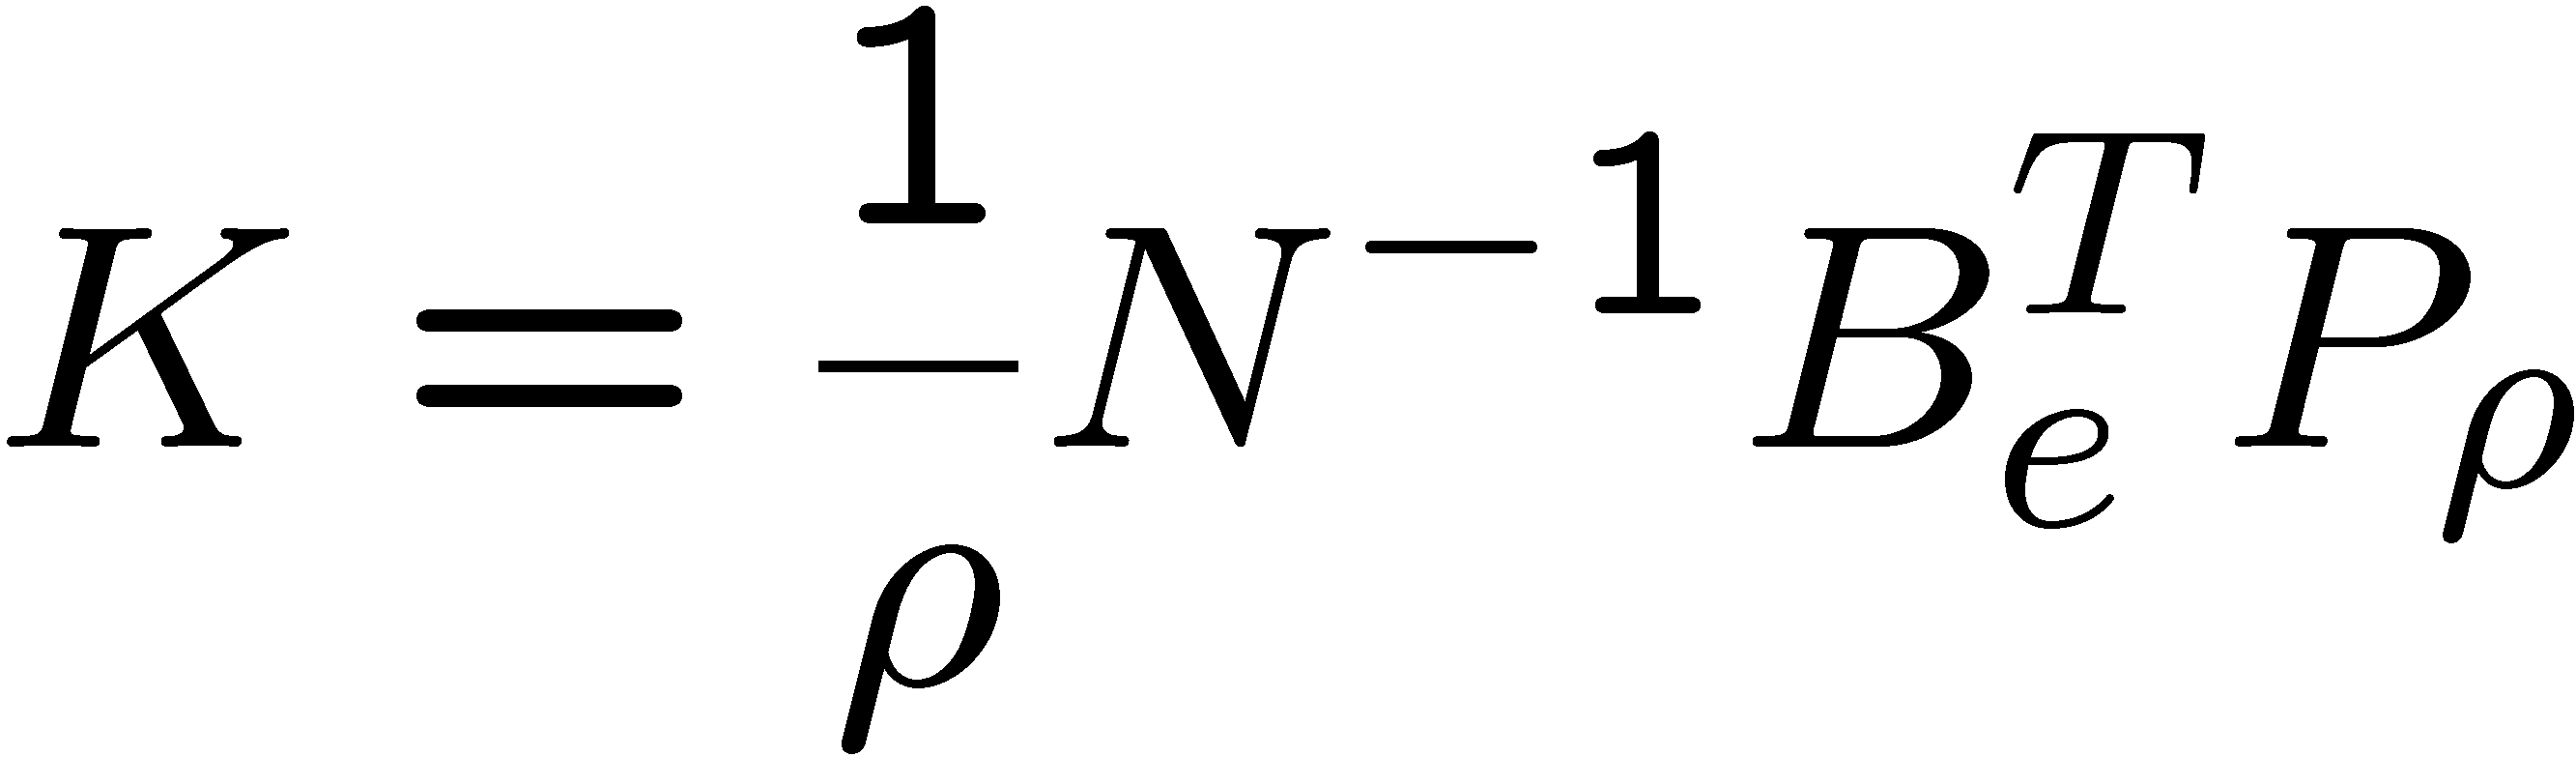 $K = \frac{1}{\rho} N^{-1} B_e^T P_\rho$